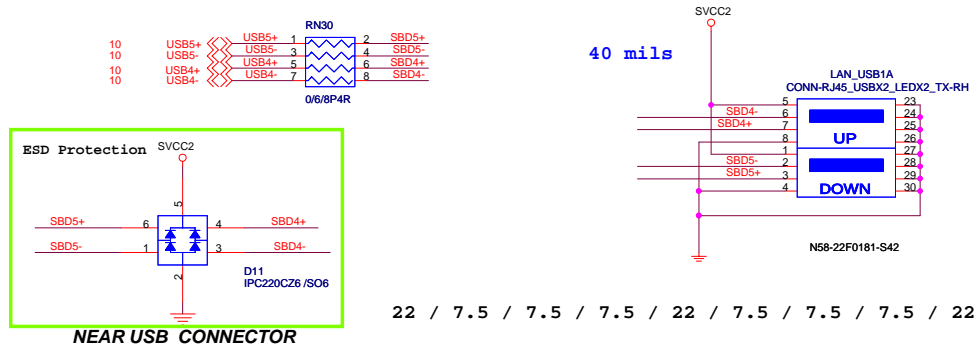 RN30
10 USB5+ USB5+ 1 2 SBD5+
10 USB5- USB5- 3 4 SBD5-
10 USB4+ USB4+ 5 6 SBD4+
10 USB4- USB4- 7 8 SBD4-
0/6/8P4R
ESD Protection
SVCC2
5
SBD5+ 6 4 SBD4+
SBD5- 1 3 SBD4-
2
D11
IPC220CZ6 /SO6
NEAR USB CONNECTOR
SVCC2
40 mils
LAN_USB1A
CONN-RJ45_USBX2_LEDX2_TX-RH
5 23
SBD4- 6 24
SBD4+ 7 25
8 UP 26
1 27
SBD5- 2 28
SBD5+ 3 29
4 DOWN 30
N58-22F0181-S42
22 / 7.5 / 7.5 / 7.5 / 22 / 7.5 / 7.5 / 7.5 / 22